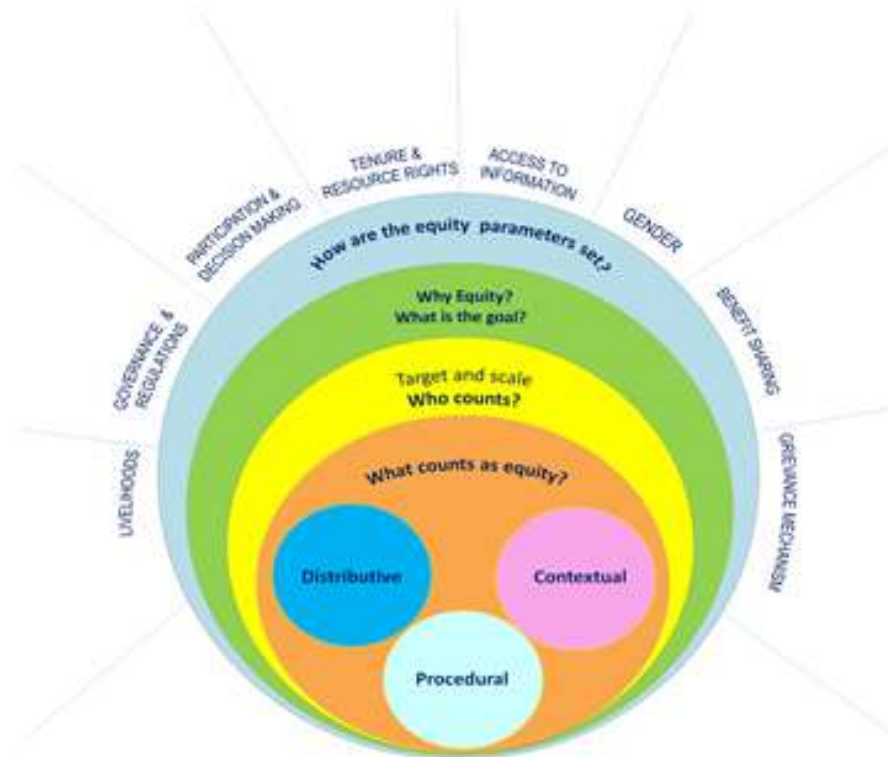 LIVELIHOODS
GOVERNANCE &
REGULATIONS
PARTICIPATION &
DECISION MAKING
TENURE &
RESOURCE RIGHTS
ACCESS TO
INFORMATION
GENDER
BENEFIT SHARING
GRIEVANCE MECHANISM
How are the equity parameters set?
Why Equity?
What is the goal?
Target and scale
Who counts?
What counts as equity?
Distributive
Contextual
Procedural